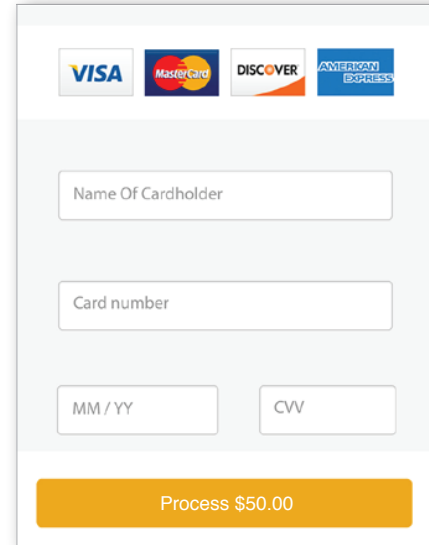 VISA MasterCard DISCOVER AMERICAN EXPRESS
Name Of Cardholder
Card number
MM / YY CVV
Process $50.00